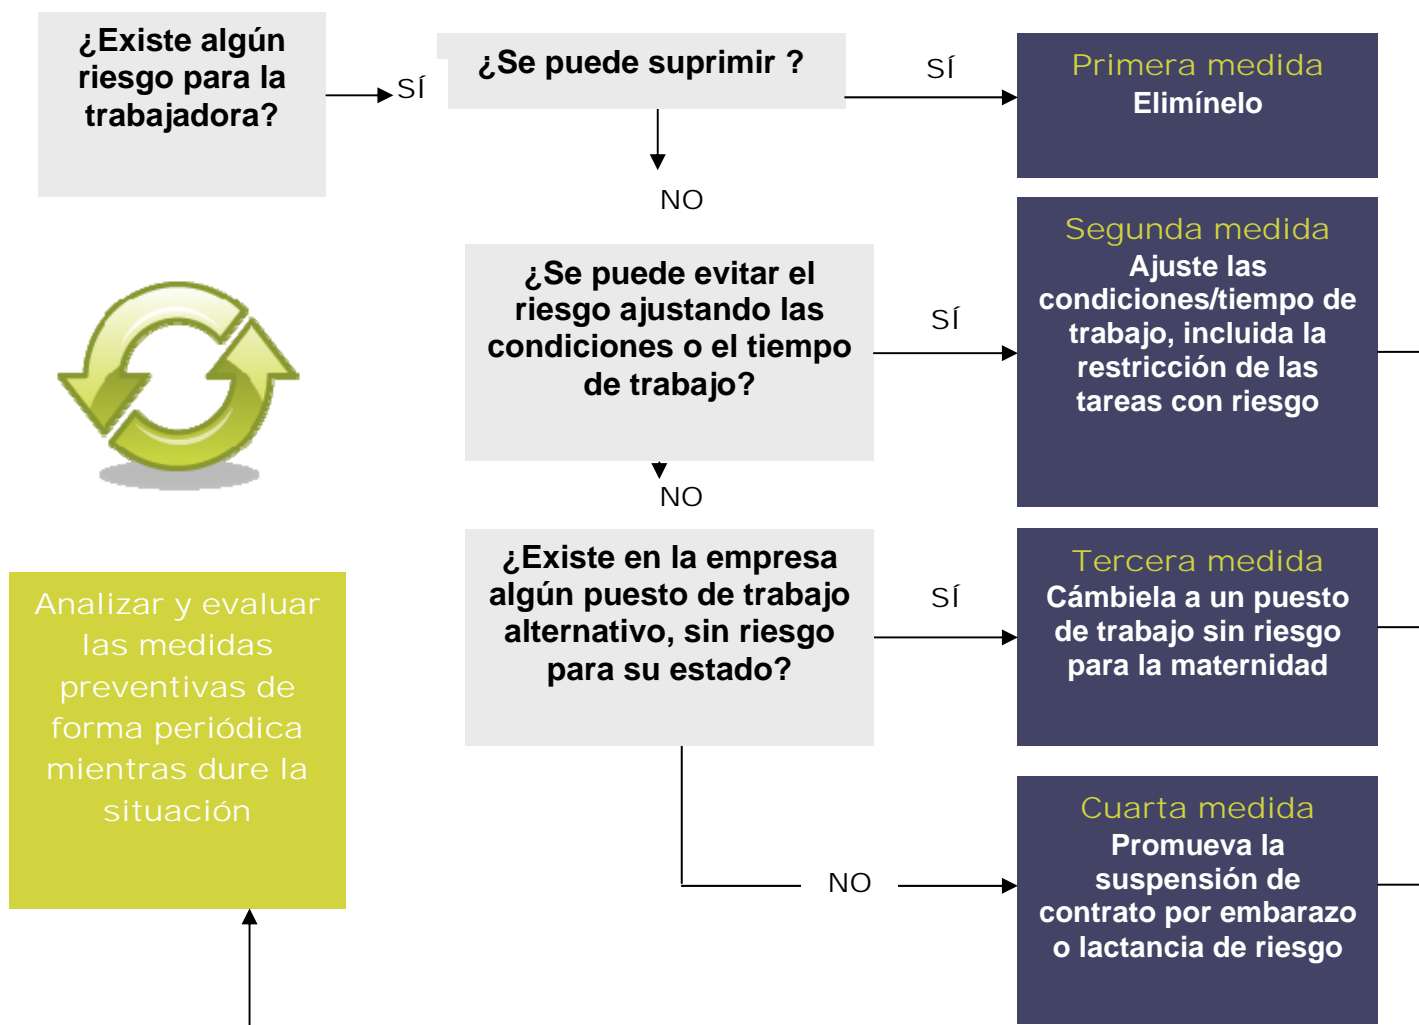 ¿Existe algún
riesgo para la
trabajadora?
SÍ
¿Se puede suprimir ?
SÍ
Primera medida
Elimínelo
NO
¿Se puede evitar el
riesgo ajustando las
condiciones o el tiempo
de trabajo?
SÍ
Segunda medida
Ajuste las
condiciones/tiempo de
trabajo, incluida la
restricción de las
tareas con riesgo
NO
¿Existe en la empresa
algún puesto de trabajo
alternativo, sin riesgo
para su estado?
SÍ
Tercera medida
Cámbiela a un puesto
de trabajo sin riesgo
para la maternidad
NO
Cuarta medida
Promueva la
suspensión de
contrato por embarazo
o lactancia de riesgo
Analizar y evaluar
las medidas
preventivas de
forma periódica
mientras dure la
situación